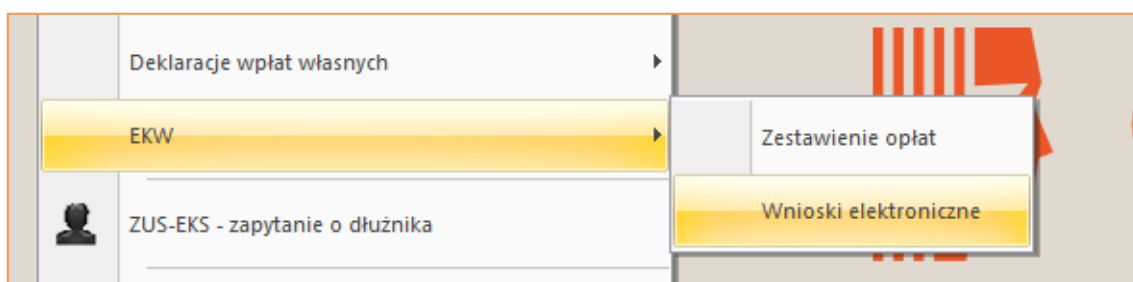 Deklaracje wpłat własnych
EKW
Zestawienie opłat
Wnioski elektroniczne
ZUS-EKS - zapytanie o dłużnika